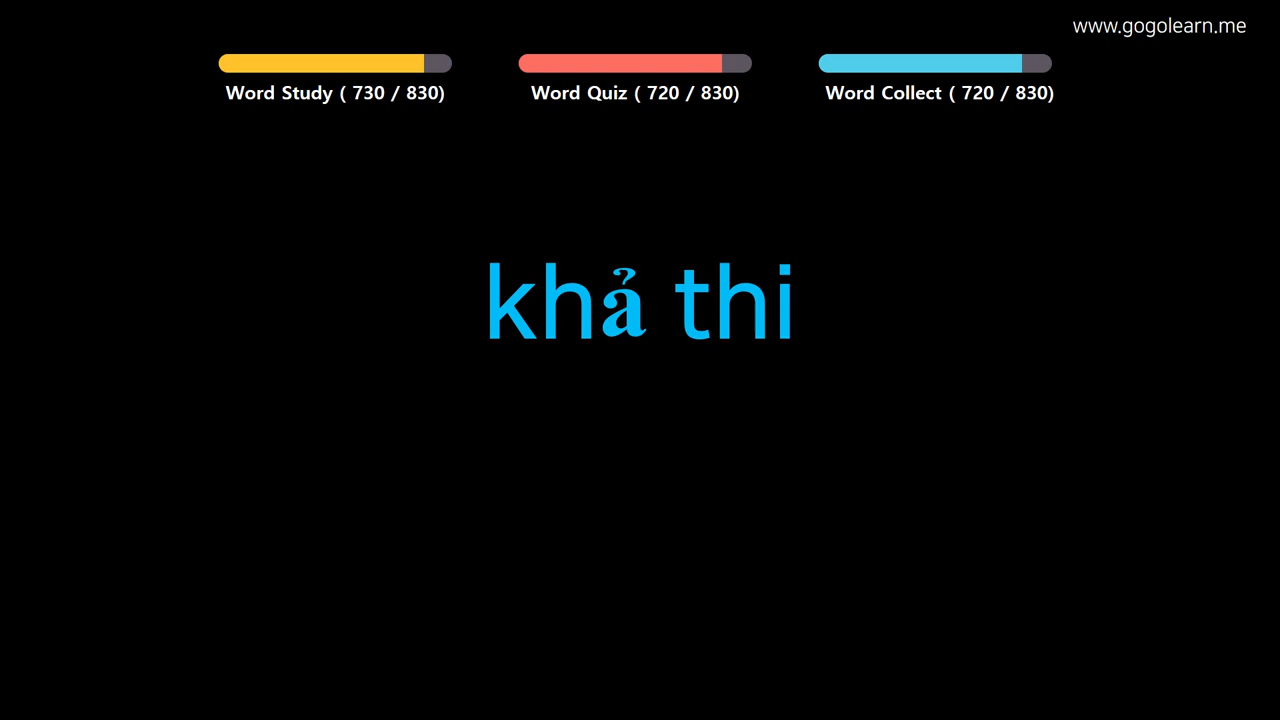 www.gogolearn.me
Word Study ( 730 / 830)
Word Quiz ( 720 / 830)
Word Collect ( 720 / 830)
khả thi